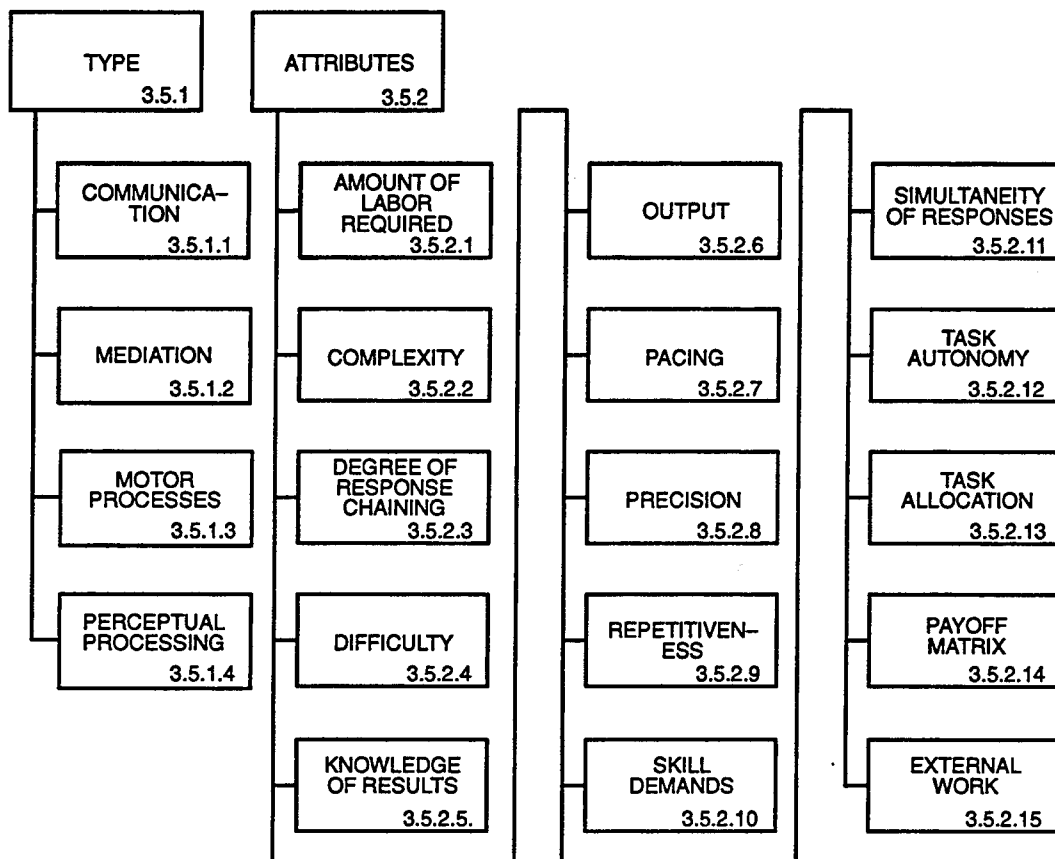 TYPE
3.5.1
COMMUNICA–
TION
3.5.1.1
MEDIATION
3.5.1.2
MOTOR
PROCESSES
3.5.1.3
PERCEPTUAL
PROCESSING
3.5.1.4
ATTRIBUTES
3.5.2
AMOUNT OF
LABOR
REQUIRED
3.5.2.1
COMPLEXITY
3.5.2.2
DEGREE OF
RESPONSE
CHAINING
3.5.2.3
DIFFICULTY
3.5.2.4
KNOWLEDGE
OF RESULTS
3.5.2.5.
OUTPUT
3.5.2.6
PACING
3.5.2.7
PRECISION
3.5.2.8
REPETITIVEN–
ESS
3.5.2.9
SKILL
DEMANDS
3.5.2.10
SIMULTANEITY
OF RESPONSES
3.5.2.11
TASK
AUTONOMY
3.5.2.12
TASK
ALLOCATION
3.5.2.13
PAYOFF
MATRIX
3.5.2.14
EXTERNAL
WORK
3.5.2.15